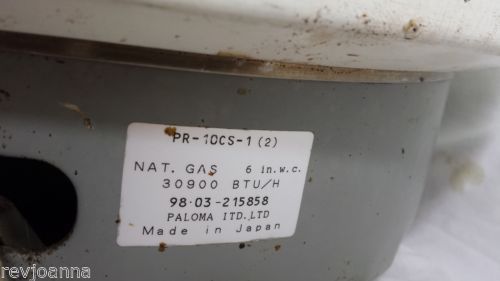 PR-10CS-1(2)
NAT. GAS 6 in.w.c.
30900 BTU/H
98·03-215858
PALOMA ITD.,LTD
Made in Japan
revjoanna